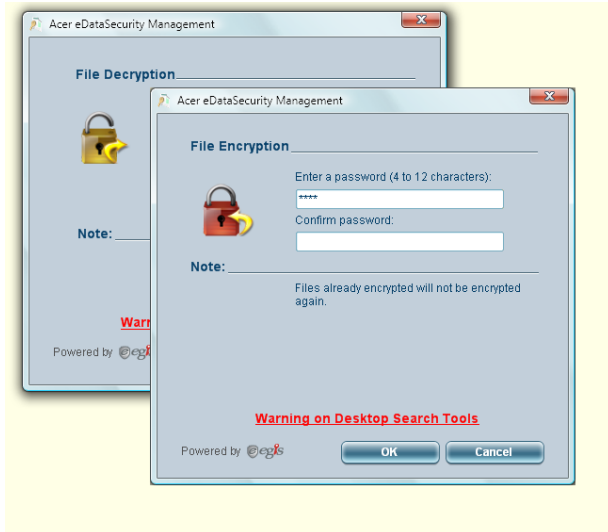 Acer eDataSecurity Management
File Decryption
Note:
Warn
Powered by egi
Acer eDataSecurity Management
File Encryption
Enter a password (4 to 12 characters):
****
Confirm password:
Note:
Files already encrypted will not be encrypted
again.
Warning on Desktop Search Tools
Powered by egis
OK
Cancel